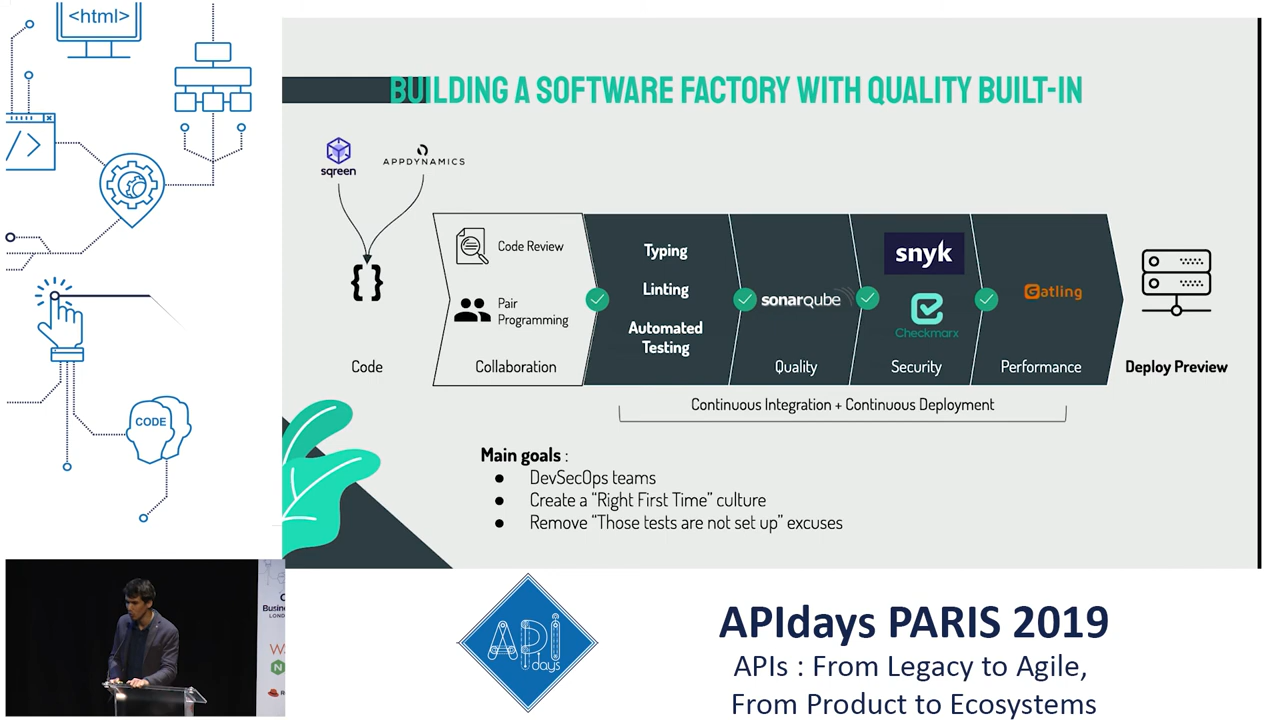 <html>
BUILDING A SOFTWARE FACTORY WITH QUALITY BUILT-IN
sqreen
APPDYNAMICS
</>
{ }
Code
Code Review
Pair
Programming
Collaboration
Typing
Linting
Automated
Testing
sonarqube
Quality
snyk
Checkmarx
Security
Gatling
Performance
Deploy Preview
Continuous Integration + Continuous Deployment
CODE
Main goals :
● DevSecOps teams
● Create a “Right First Time” culture
● Remove “Those tests are not set up” excuses
API
days
APIdays PARIS 2019
APIs : From Legacy to Agile,
From Product to Ecosystems